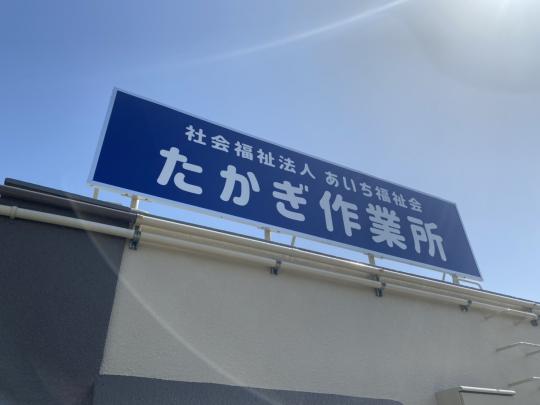 社会福祉法人 あいち福祉会
たかぎ作業所